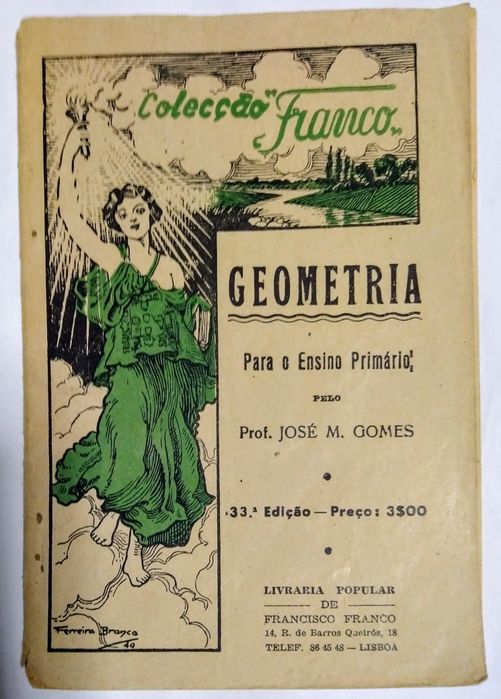 Colecção "Franco"
GEOMETRIA
Para o Ensino Primário
PELO
Prof. JOSÉ M. GOMES
33.ª Edição — Preço: 3$00
LIVRARIA POPULAR
DE
FRANCISCO FRANCO
14, R. de Barros Queirós, 18
TELEF. 86 45 48 — LISBOA
Ferreira Branco
40